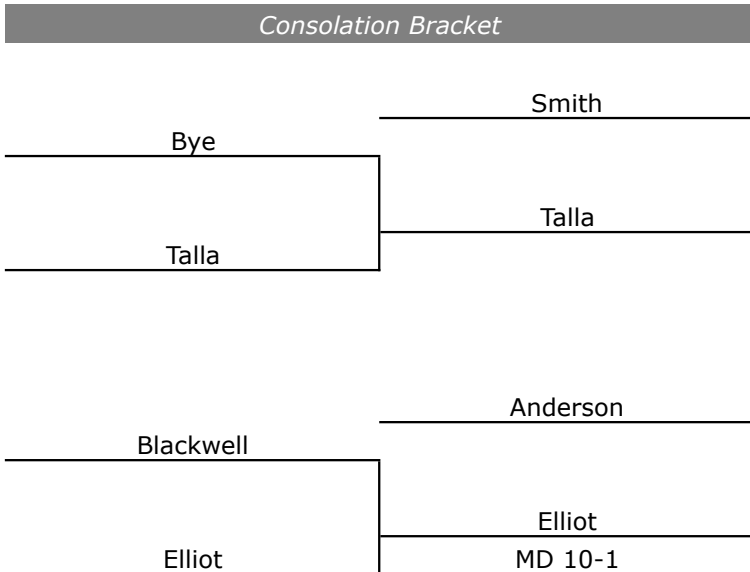 Consolation Bracket
Smith
Bye
Talla
Talla
Anderson
Blackwell
Elliot
Elliot
MD 10-1